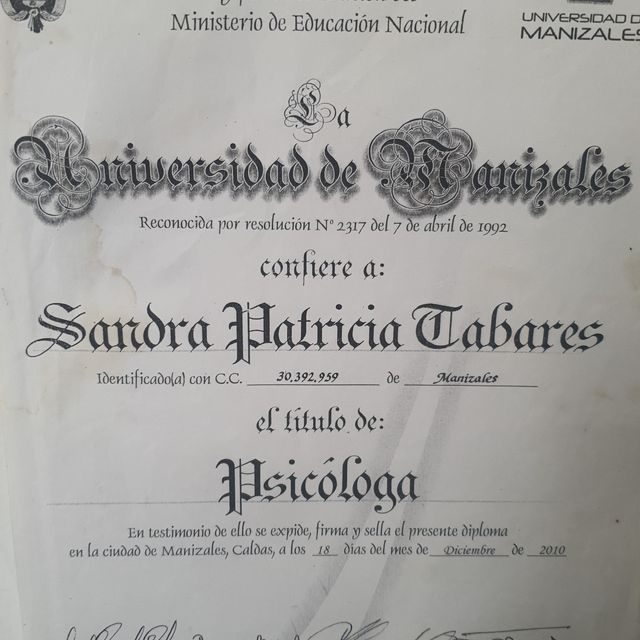 Ministerio de Educación Nacional
UNIVERSIDAD DE
MANIZALES
La
Universidad de Manizales
Reconocida por resolución Nº 2317 del 7 de abril de 1992
confiere a:
Sandra Patricia Tabares
Identificado(a) con C.C. 30,392,959 de Manizales
el título de:
Psicóloga
En testimonio de ello se expide, firma y sella el presente diploma
en la ciudad de Manizales, Caldas, a los 18 días del mes de Diciembre de 2010